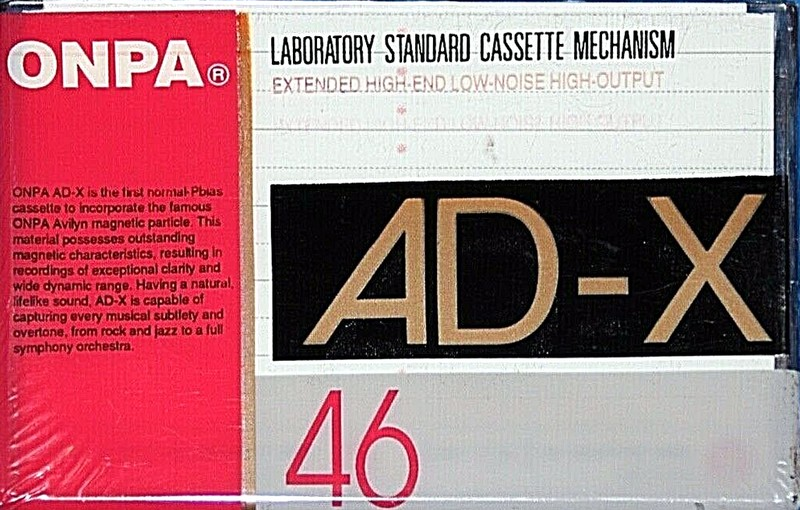 ONPA®
LABORATORY STANDARD CASSETTE MECHANISM
EXTENDED HIGH-END LOW-NOISE HIGH-OUTPUT
ONPA AD-X is the first normal-Pbias
cassette to incorporate the famous
ONPA Avilyn magnetic particle. This
material possesses outstanding
magnetic characteristics, resulting in
recordings of exceptional clarity and
wide dynamic range. Having a natural,
lifelike sound, AD-X is capable of
capturing every musical subtlety and
overtone, from rock and jazz to a full
symphony orchestra.
AD-X
46